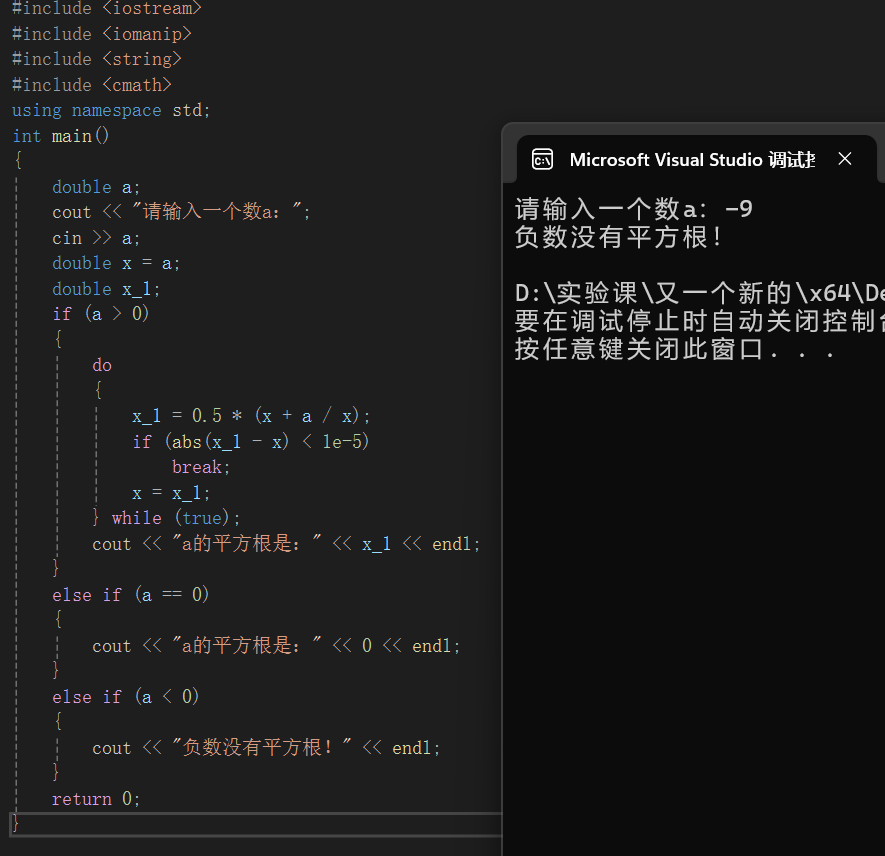 #include <iostream>
#include <iomanip>
#include <string>
#include <cmath>
using namespace std;
int main()
{
double a;
cout << "请输入一个数a：";
cin >> a;
double x = a;
double x_1;
if (a > 0)
{
do
{
x_1 = 0.5 * (x + a / x);
if (abs(x_1 - x) < 1e-5)
break;
x = x_1;
} while (true);
cout << "a的平方根是：" << x_1 << endl;
}
else if (a == 0)
{
cout << "a的平方根是：" << 0 << endl;
}
else if (a < 0)
{
cout << "负数没有平方根！" << endl;
}
return 0;
}
Microsoft Visual Studio 调试
请输入一个数a：-9
负数没有平方根！
D:\实验课\又一个新的\x64\De
要在调试停止时自动关闭控制
按任意键关闭此窗口. . .